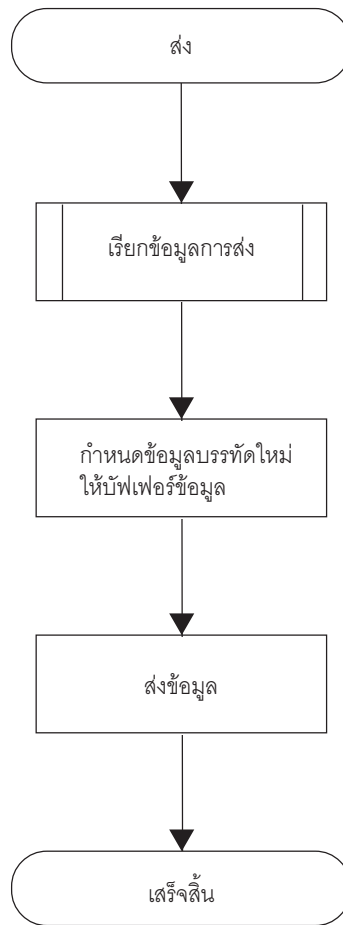 ส่ง
เรียกข้อมูลการส่ง
กำหนดข้อมูลบรรทัดใหม่
ให้บัฟเฟอร์ข้อมูล
ส่งข้อมูล
เสร็จสิ้น